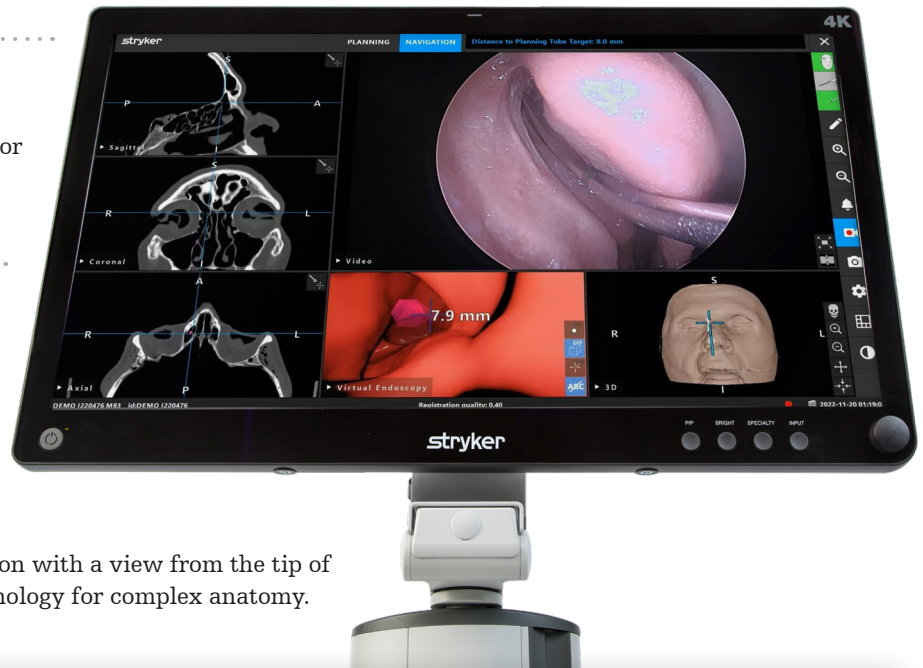 4K
stryker
PLANNING
NAVIGATION
Distance to Planning Tube Target: 8.0 mm
or
S
P
A
I
Sagittal
S
R
L
Coronal
A
R
L
P
Axial
Video
7.9 mm
OFF
ABC
Virtual Endoscopy
S
R
L
I
3D
DEMO I220476 M83 id:DEMO I220476
Registration quality: 0.40
2022-11-20 01:19:0
stryker
PIP
BRIGHT
SPECIALTY
INPUT
on with a view from the tip of
nology for complex anatomy.